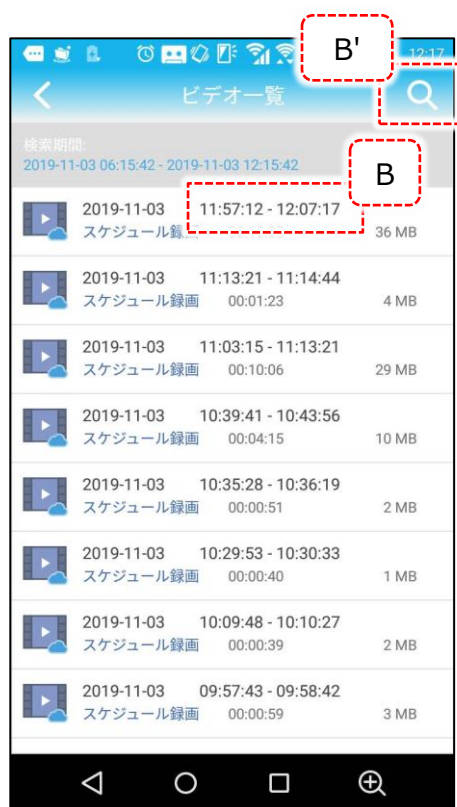 B'
12:17
ビデオ一覧
検索期間:
2019-11-03 06:15:42 - 2019-11-03 12:15:42
B
2019-11-03 11:57:12 - 12:07:17
スケジュール録 36 MB
2019-11-03 11:13:21 - 11:14:44
スケジュール録画 00:01:23 4 MB
2019-11-03 11:03:15 - 11:13:21
スケジュール録画 00:10:06 29 MB
2019-11-03 10:39:41 - 10:43:56
スケジュール録画 00:04:15 10 MB
2019-11-03 10:35:28 - 10:36:19
スケジュール録画 00:00:51 2 MB
2019-11-03 10:29:53 - 10:30:33
スケジュール録画 00:00:40 1 MB
2019-11-03 10:09:48 - 10:10:27
スケジュール録画 00:00:39 2 MB
2019-11-03 09:57:43 - 09:58:42
スケジュール録画 00:00:59 3 MB